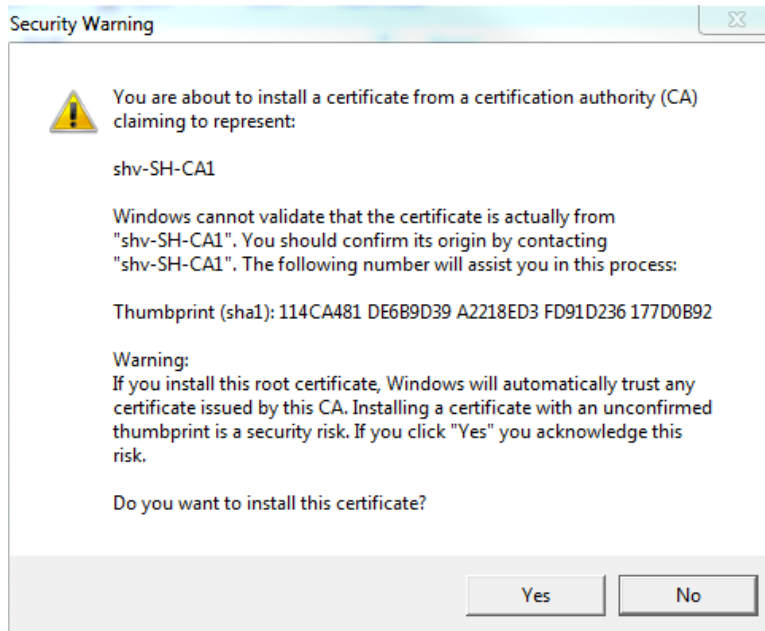 Security Warning
You are about to install a certificate from a certification authority (CA)
claiming to represent:
shv-SH-CA1
Windows cannot validate that the certificate is actually from
"shv-SH-CA1". You should confirm its origin by contacting
"shv-SH-CA1". The following number will assist you in this process:
Thumbprint (sha1): 114CA481 DE6B9D39 A2218ED3 FD91D236 177D0B92
Warning:
If you install this root certificate, Windows will automatically trust any
certificate issued by this CA. Installing a certificate with an unconfirmed
thumbprint is a security risk. If you click "Yes" you acknowledge this
risk.
Do you want to install this certificate?
Yes No